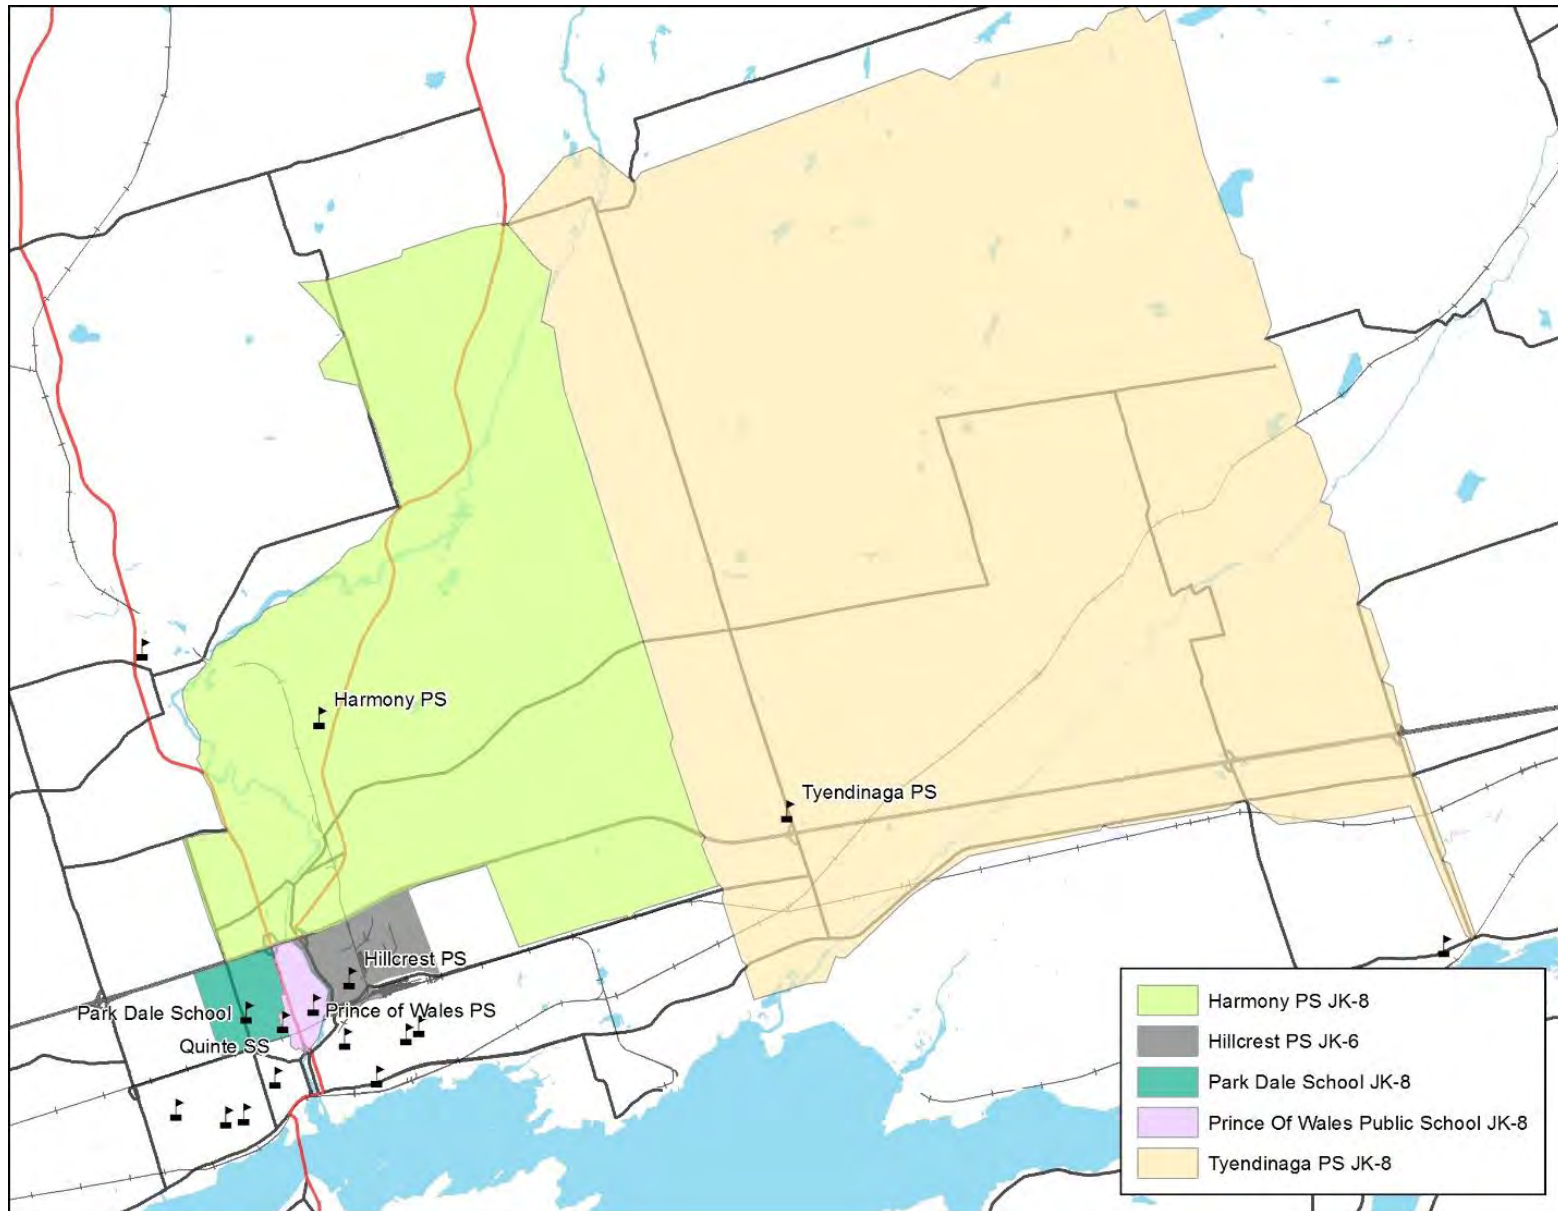 Harmony PS
Tyendinaga PS
Hillcrest PS
Park Dale School
Prince of Wales PS
Quinte SS
Harmony PS JK-8
Hillcrest PS JK-6
Park Dale School JK-8
Prince Of Wales Public School JK-8
Tyendinaga PS JK-8